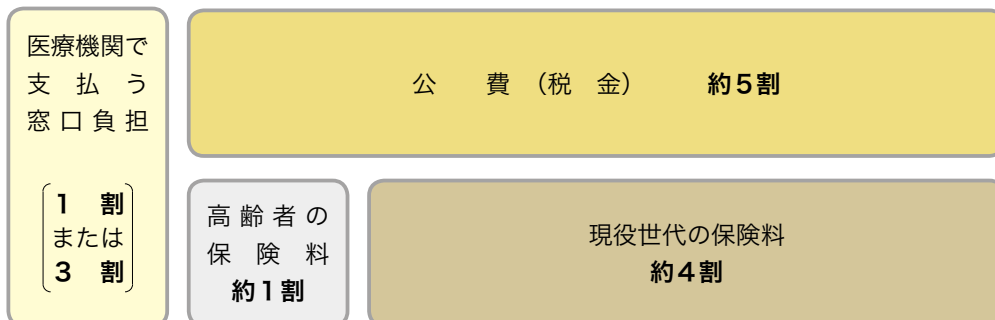 医療機関で
支払う
窓口負担
1割
または
3割
公費（税金） 約5割
高齢者の
保険料
約1割
現役世代の保険料
約4割